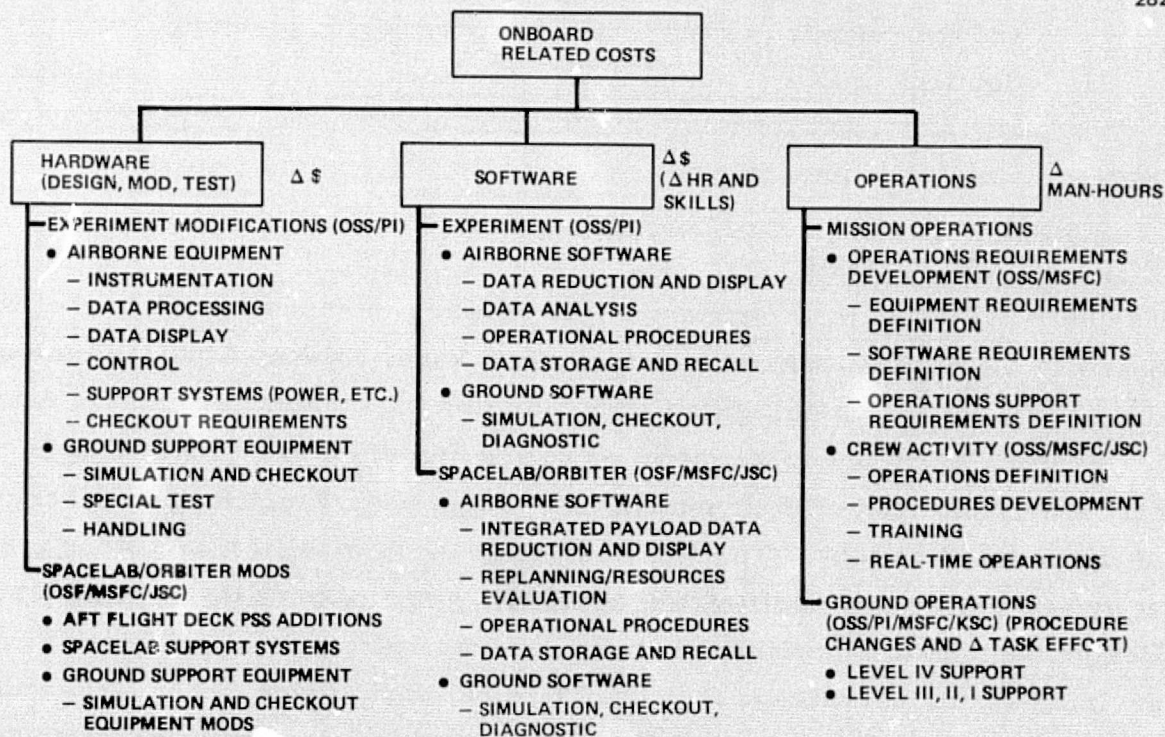 282
ONBOARD
RELATED COSTS
HARDWARE
(DESIGN, MOD, TEST)
Δ $
EXPERIMENT MODIFICATIONS (OSS/PI)
• AIRBORNE EQUIPMENT
– INSTRUMENTATION
– DATA PROCESSING
– DATA DISPLAY
– CONTROL
– SUPPORT SYSTEMS (POWER, ETC.)
– CHECKOUT REQUIREMENTS
• GROUND SUPPORT EQUIPMENT
– SIMULATION AND CHECKOUT
– SPECIAL TEST
– HANDLING
SPACELAB/ORBITER MODS
(OSF/MSFC/JSC)
• AFT FLIGHT DECK PSS ADDITIONS
• SPACELAB SUPPORT SYSTEMS
• GROUND SUPPORT EQUIPMENT
– SIMULATION AND CHECKOUT
EQUIPMENT MODS
SOFTWARE
Δ $
(Δ HR AND
SKILLS)
EXPERIMENT (OSS/PI)
• AIRBORNE SOFTWARE
– DATA REDUCTION AND DISPLAY
– DATA ANALYSIS
– OPERATIONAL PROCEDURES
– DATA STORAGE AND RECALL
• GROUND SOFTWARE
– SIMULATION, CHECKOUT,
DIAGNOSTIC
SPACELAB/ORBITER (OSF/MSFC/JSC)
• AIRBORNE SOFTWARE
– INTEGRATED PAYLOAD DATA
REDUCTION AND DISPLAY
– REPLANNING/RESOURCES
EVALUATION
– OPERATIONAL PROCEDURES
– DATA STORAGE AND RECALL
• GROUND SOFTWARE
– SIMULATION, CHECKOUT,
DIAGNOSTIC
OPERATIONS
Δ
MAN-HOURS
MISSION OPERATIONS
• OPERATIONS REQUIREMENTS
DEVELOPMENT (OSS/MSFC)
– EQUIPMENT REQUIREMENTS
DEFINITION
– SOFTWARE REQUIREMENTS
DEFINITION
– OPERATIONS SUPPORT
REQUIREMENTS DEFINITION
• CREW ACTIVITY (OSS/MSFC/JSC)
– OPERATIONS DEFINITION
– PROCEDURES DEVELOPMENT
– TRAINING
– REAL-TIME OPEARTIONS
GROUND OPERATIONS
(OSS/PI/MSFC/KSC) (PROCEDURE
CHANGES AND Δ TASK EFFORT)
• LEVEL IV SUPPORT
• LEVEL III, II, I SUPPORT